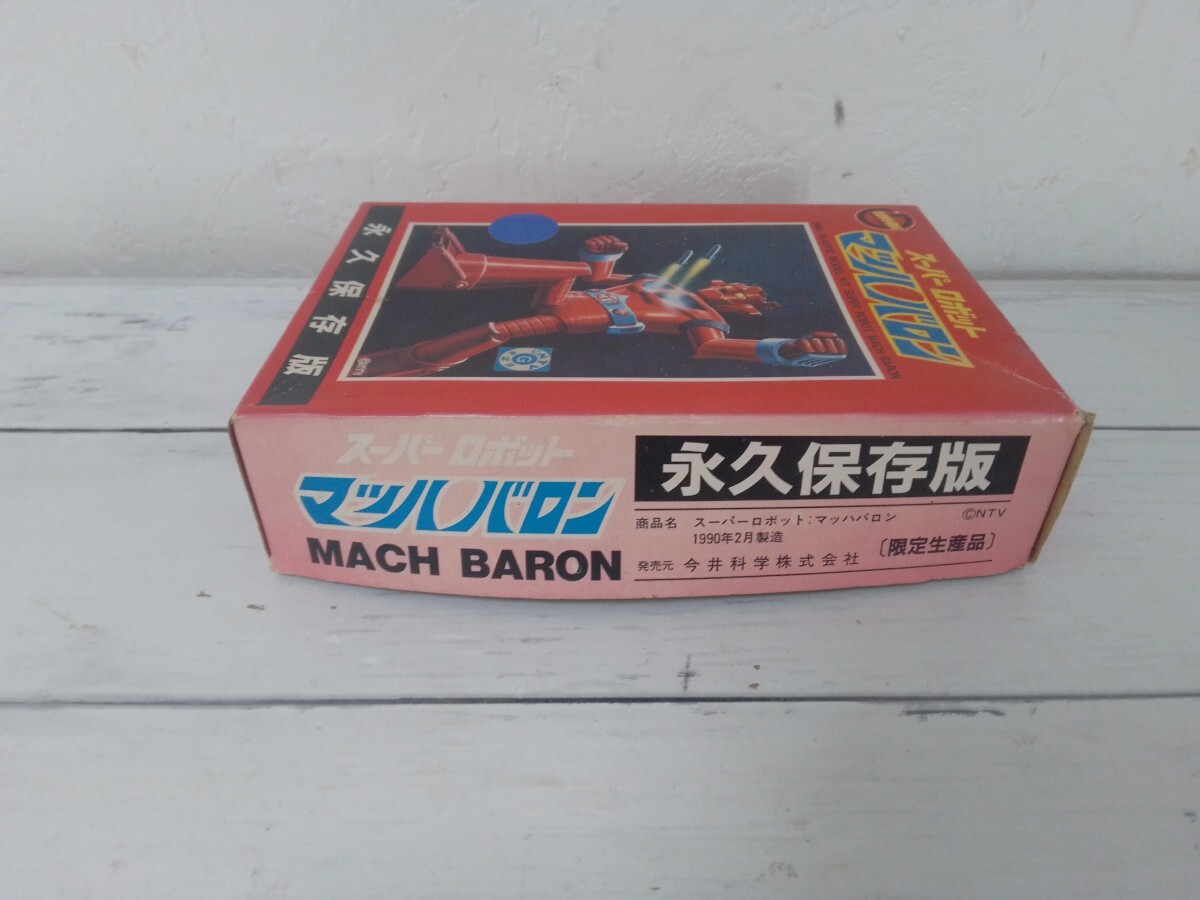 永久保存版
スーパーロボット
マッハバロン
©NTV
スーパー ロボット
マッハバロン
MACH BARON
永久保存版
©NTV
商品名 スーパーロボット:マッハバロン
1990年2月製造
発売元 今井科学株式会社
〔限定生産品〕